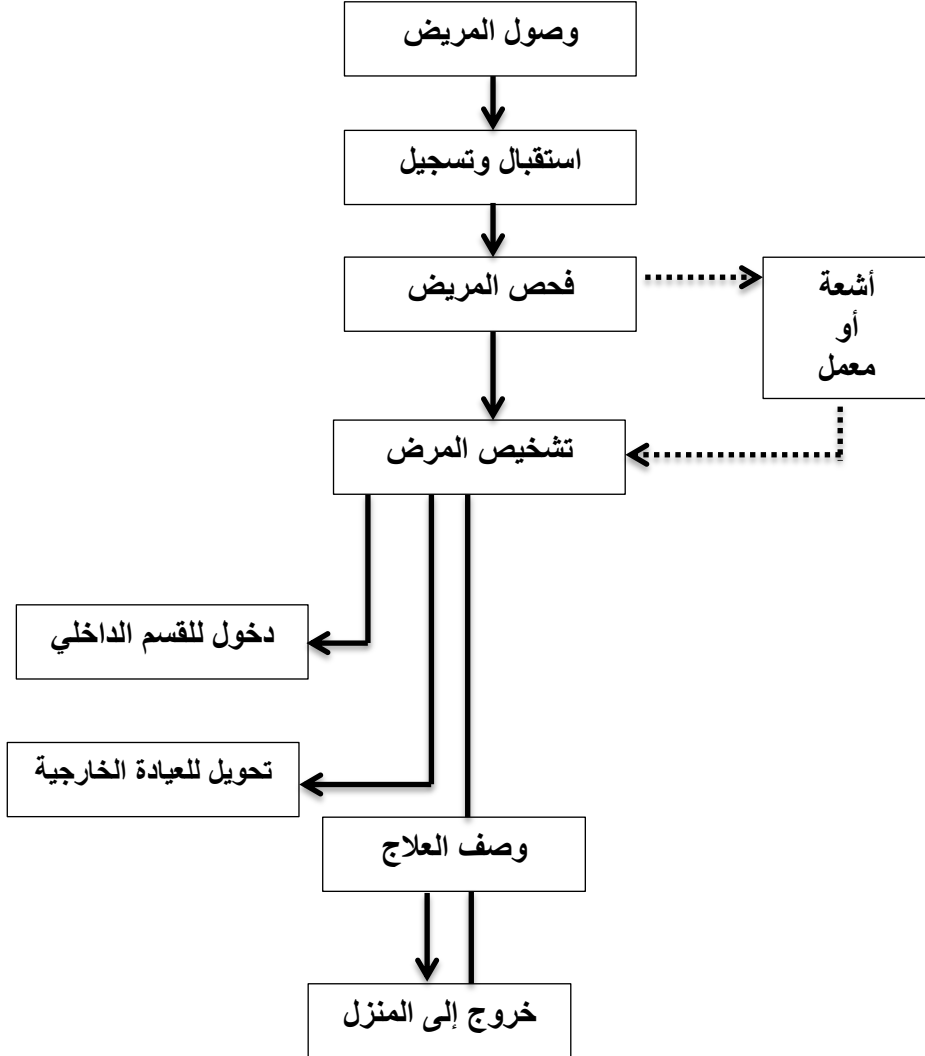 وصول المريض
استقبال وتسجيل
فحص المريض
أشعة
أو
معمل
تشخيص المرض
دخول للقسم الداخلي
تحويل للعيادة الخارجية
وصف العلاج
خروج إلى المنزل